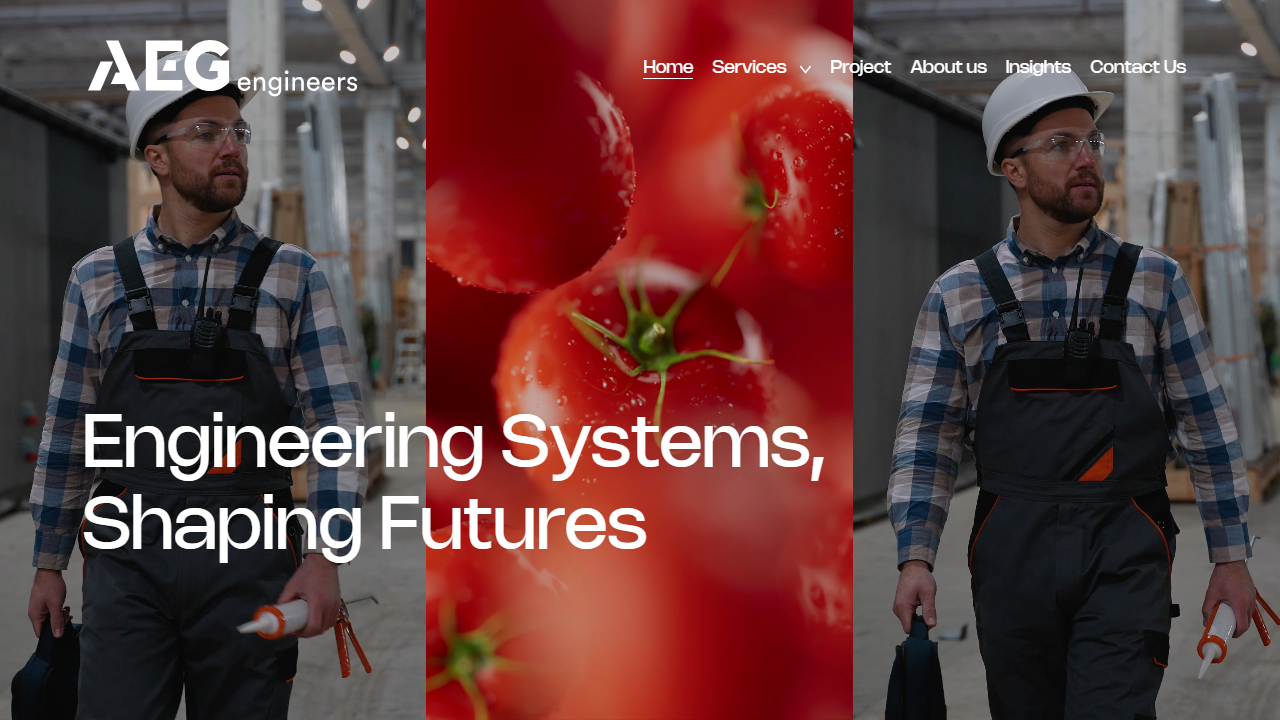 AEG engineers
Home Services Project About us Insights Contact Us
Engineering Systems,
Shaping Futures